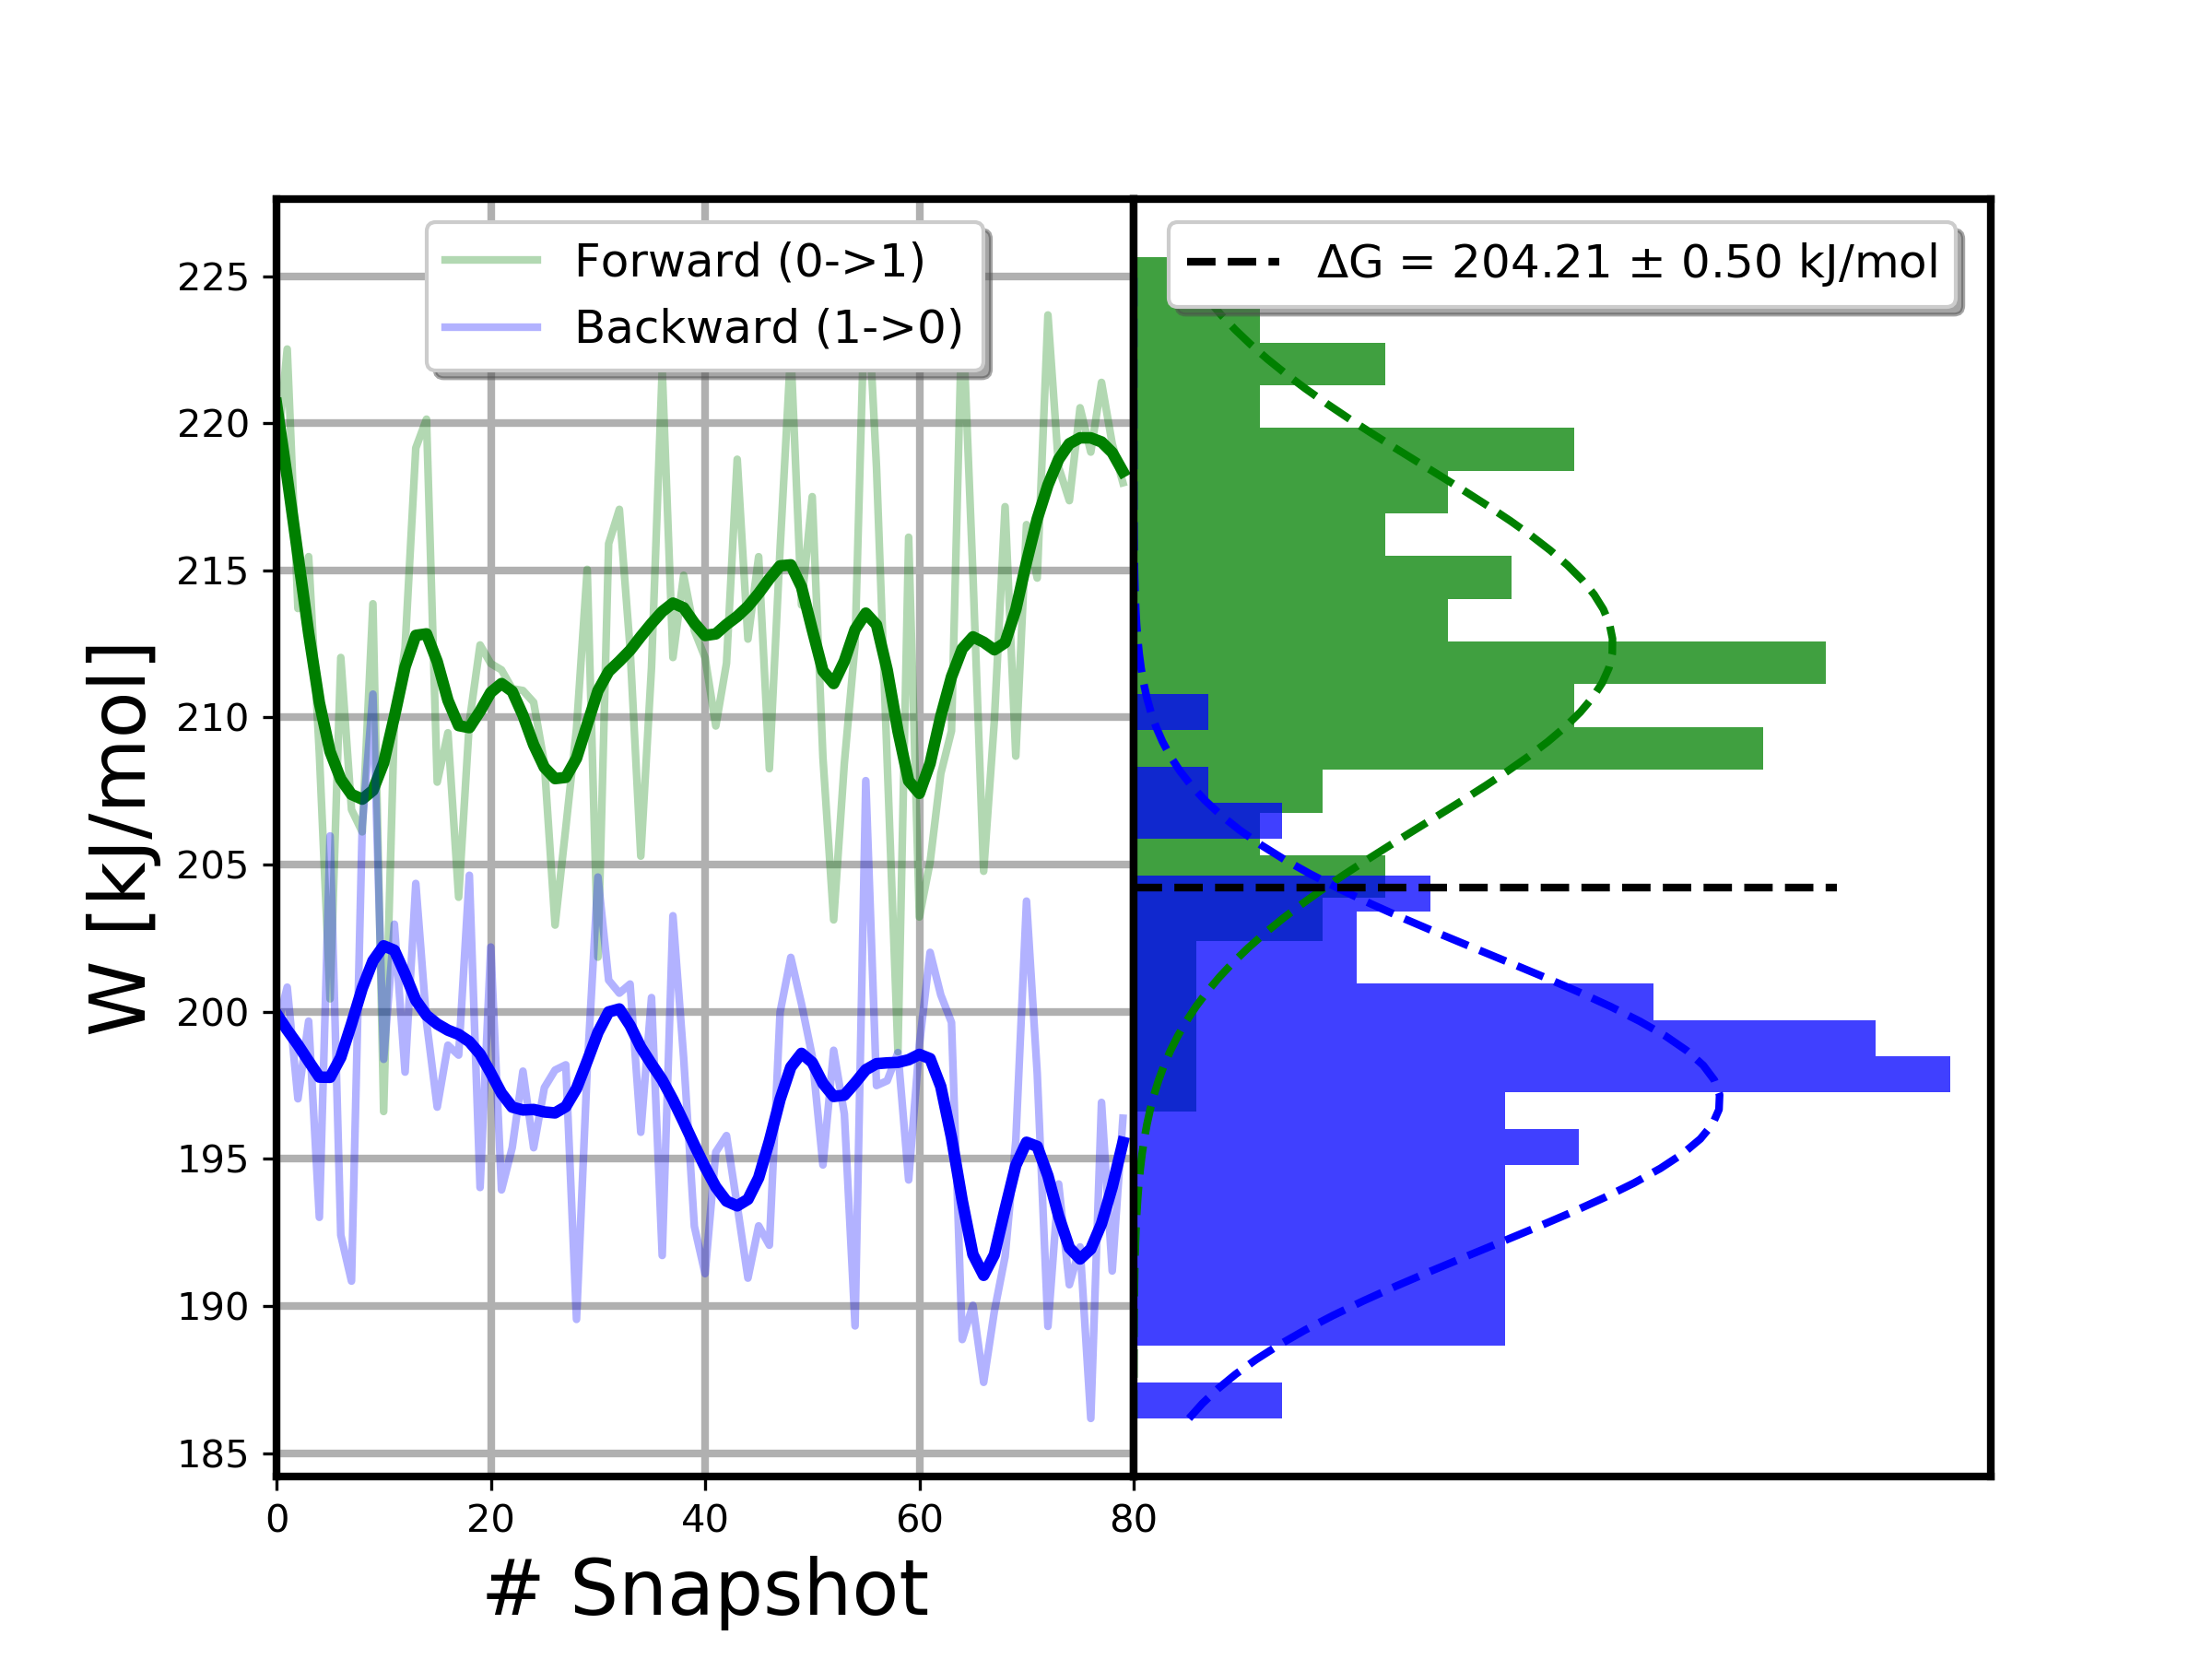 Forward (0->1)
Backward (1->0)
ΔG = 204.21 ± 0.50 kJ/mol
W [kJ/mol]
225
220
215
210
205
200
195
190
185
0 20 40 60 80
# Snapshot